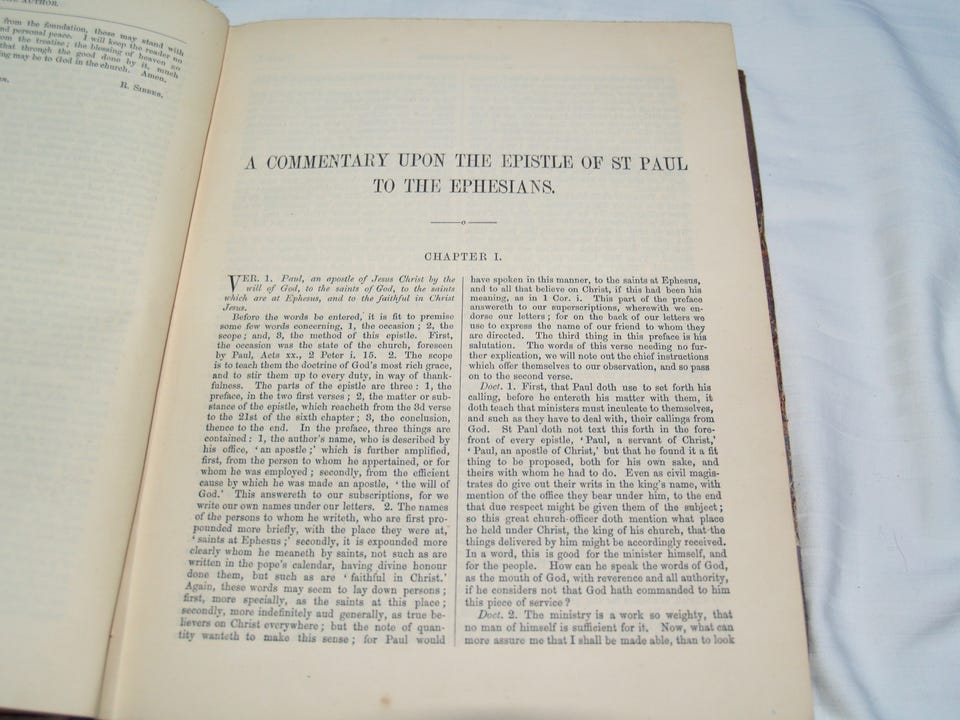 THE AUTHOR.
from the foundation, these may stand with
nd personal peace. I will keep the reader no
om the treatise; the blessing of heaven so
that through the good done by it, much
ing may be to God in the church. Amen.
R. Sibbes.
A COMMENTARY UPON THE EPISTLE OF ST PAUL
TO THE EPHESIANS.
CHAPTER I.
VER. 1. Paul, an apostle of Jesus Christ by the
will of God, to the saints of God, to the saints
which are at Ephesus, and to the faithful in Christ
Jesus.
Before the words be entered, it is fit to premise
some few words concerning, 1, the occasion; 2, the
scope; and, 3, the method of this epistle. First,
the occasion was the state of the church, foreseen
by Paul, Acts xx., 2 Peter i. 15. 2. The scope
is to teach them the doctrine of God's most rich grace,
and to stir them up to every duty, in way of thank-
fulness. The parts of the epistle are three: 1, the
preface, in the two first verses; 2, the matter or sub-
stance of the epistle, which reacheth from the 3d verse
to the 21st of the sixth chapter; 3, the conclusion,
thence to the end. In the preface, three things are
contained: 1, the author's name, who is described by
his office, 'an apostle;' which is further amplified,
first, from the person to whom he appertained, or for
whom he was employed; secondly, from the efficient
cause by which he was made an apostle, 'the will of
God.' This answereth to our subscriptions, for we
write our own names under our letters. 2. The names
of the persons to whom he writeth, who are first pro-
pounded more briefly, with the place they were at,
'saints at Ephesus;' secondly, it is expounded more
clearly whom he meaneth by saints, not such as are
written in the pope's calendar, having divine honour
done them, but such as are 'faithful in Christ.'
Again, these words may seem to lay down persons;
first, more specially, as the saints at this place;
secondly, more indefinitely and generally, as true be-
lievers on Christ everywhere; but the note of quan-
tity wanteth to make this sense; for Paul would
have spoken in this manner, to the saints at Ephesus,
and to all that believe on Christ, if this had been his
meaning, as in 1 Cor. i. This part of the preface
answereth to our superscriptions, wherewith we en-
dorse our letters; for on the back of our letters we
use to express the name of our friend to whom they
are directed. The third thing in this preface is his
salutation. The words of this verse needing no fur-
ther explication, we will note out the chief instructions
which offer themselves to our observation, and so pass
on to the second verse.
Doct. 1. First, that Paul doth use to set forth his
calling, before he entereth his matter with them, it
doth teach that ministers must inculcate to themselves,
and such as they have to deal with, their callings from
God. St Paul doth not text this forth in the fore-
front of every epistle, 'Paul, a servant of Christ,'
'Paul, an apostle of Christ,' but that he found it a fit
thing to be proposed, both for his own sake, and
theirs with whom he had to do. Even as civil magis-
trates do give out their writs in the king's name, with
mention of the office they bear under him, to the end
that due respect might be given them of the subject;
so this great church-officer doth mention what place
he held under Christ, the king of his church, that the
things delivered by him might be accordingly received.
In a word, this is good for the minister himself, and
for the people. How can he speak the words of God,
as the mouth of God, with reverence and all authority,
if he considers not that God hath commanded to him
this piece of service?
Doct. 2. The ministry is a work so weighty, that
no man of himself is sufficient for it. Now, what can
more assure me that I shall be made able, than to look